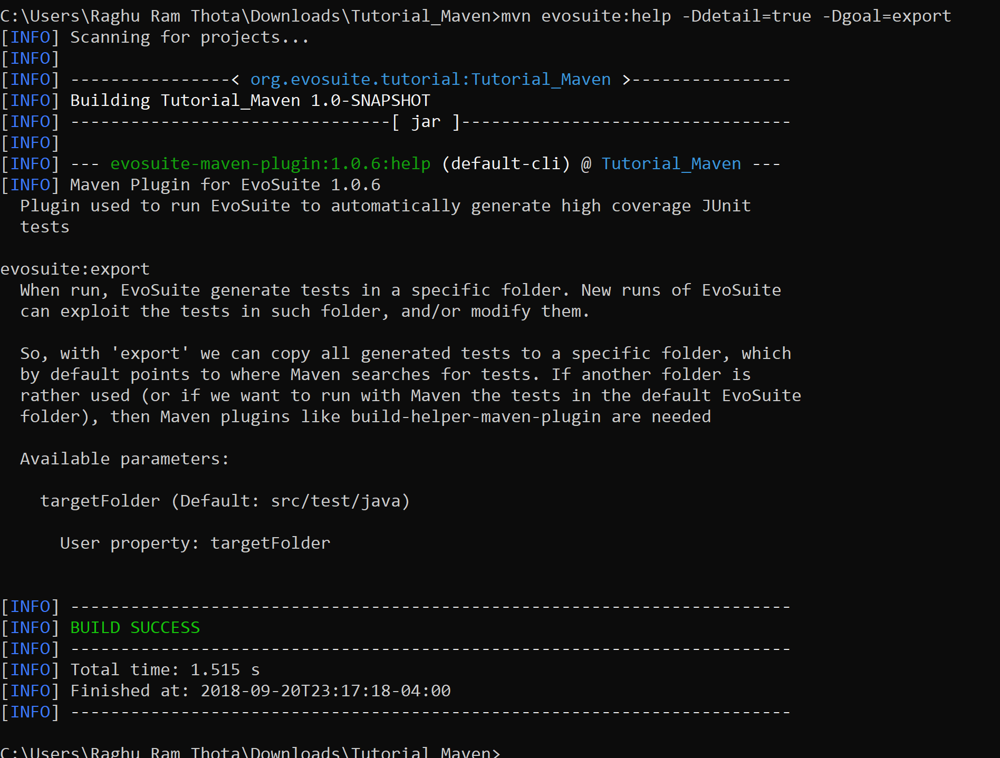 C:\Users\Raghu Ram Thota\Downloads\Tutorial_Maven>mvn evosuite:help -Ddetail=true -Dgoal=export
[INFO] Scanning for projects...
[INFO]
[INFO] ----------------< org.evosuite.tutorial:Tutorial_Maven >----------------
[INFO] Building Tutorial_Maven 1.0-SNAPSHOT
[INFO] --------------------------------[ jar ]---------------------------------
[INFO]
[INFO] --- evosuite-maven-plugin:1.0.6:help (default-cli) @ Tutorial_Maven ---
[INFO] Maven Plugin for EvoSuite 1.0.6
  Plugin used to run EvoSuite to automatically generate high coverage JUnit
  tests

evosuite:export
  When run, EvoSuite generate tests in a specific folder. New runs of EvoSuite
  can exploit the tests in such folder, and/or modify them.

  So, with 'export' we can copy all generated tests to a specific folder, which
  by default points to where Maven searches for tests. If another folder is
  rather used (or if we want to run with Maven the tests in the default EvoSuite
  folder), then Maven plugins like build-helper-maven-plugin are needed

  Available parameters:

    targetFolder (Default: src/test/java)

      User property: targetFolder

[INFO] ------------------------------------------------------------------------
[INFO] BUILD SUCCESS
[INFO] ------------------------------------------------------------------------
[INFO] Total time: 1.515 s
[INFO] Finished at: 2018-09-20T23:17:18-04:00
[INFO] ------------------------------------------------------------------------

C:\Users\Raghu Ram Thota\Downloads\Tutorial_Maven>